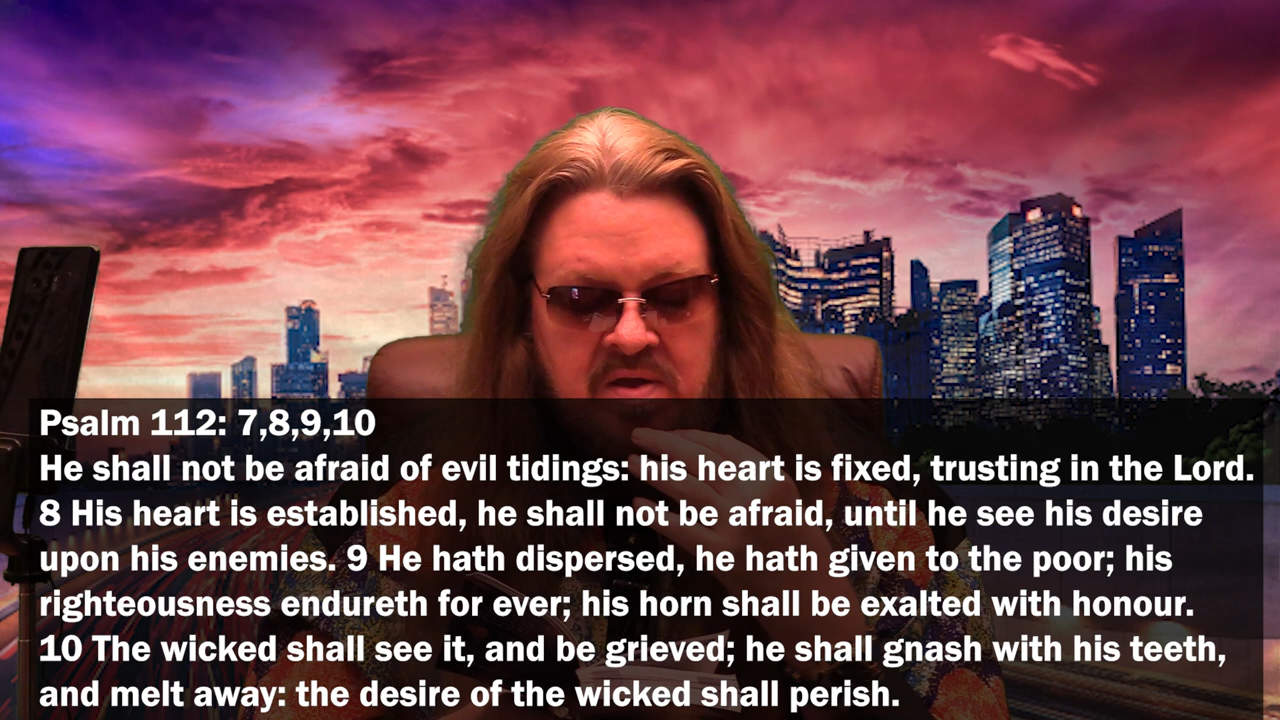 Psalm 112: 7,8,9,10
He shall not be afraid of evil tidings: his heart is fixed, trusting in the Lord.
8 His heart is established, he shall not be afraid, until he see his desire
upon his enemies. 9 He hath dispersed, he hath given to the poor; his
righteousness endureth for ever; his horn shall be exalted with honour.
10 The wicked shall see it, and be grieved; he shall gnash with his teeth,
and melt away: the desire of the wicked shall perish.